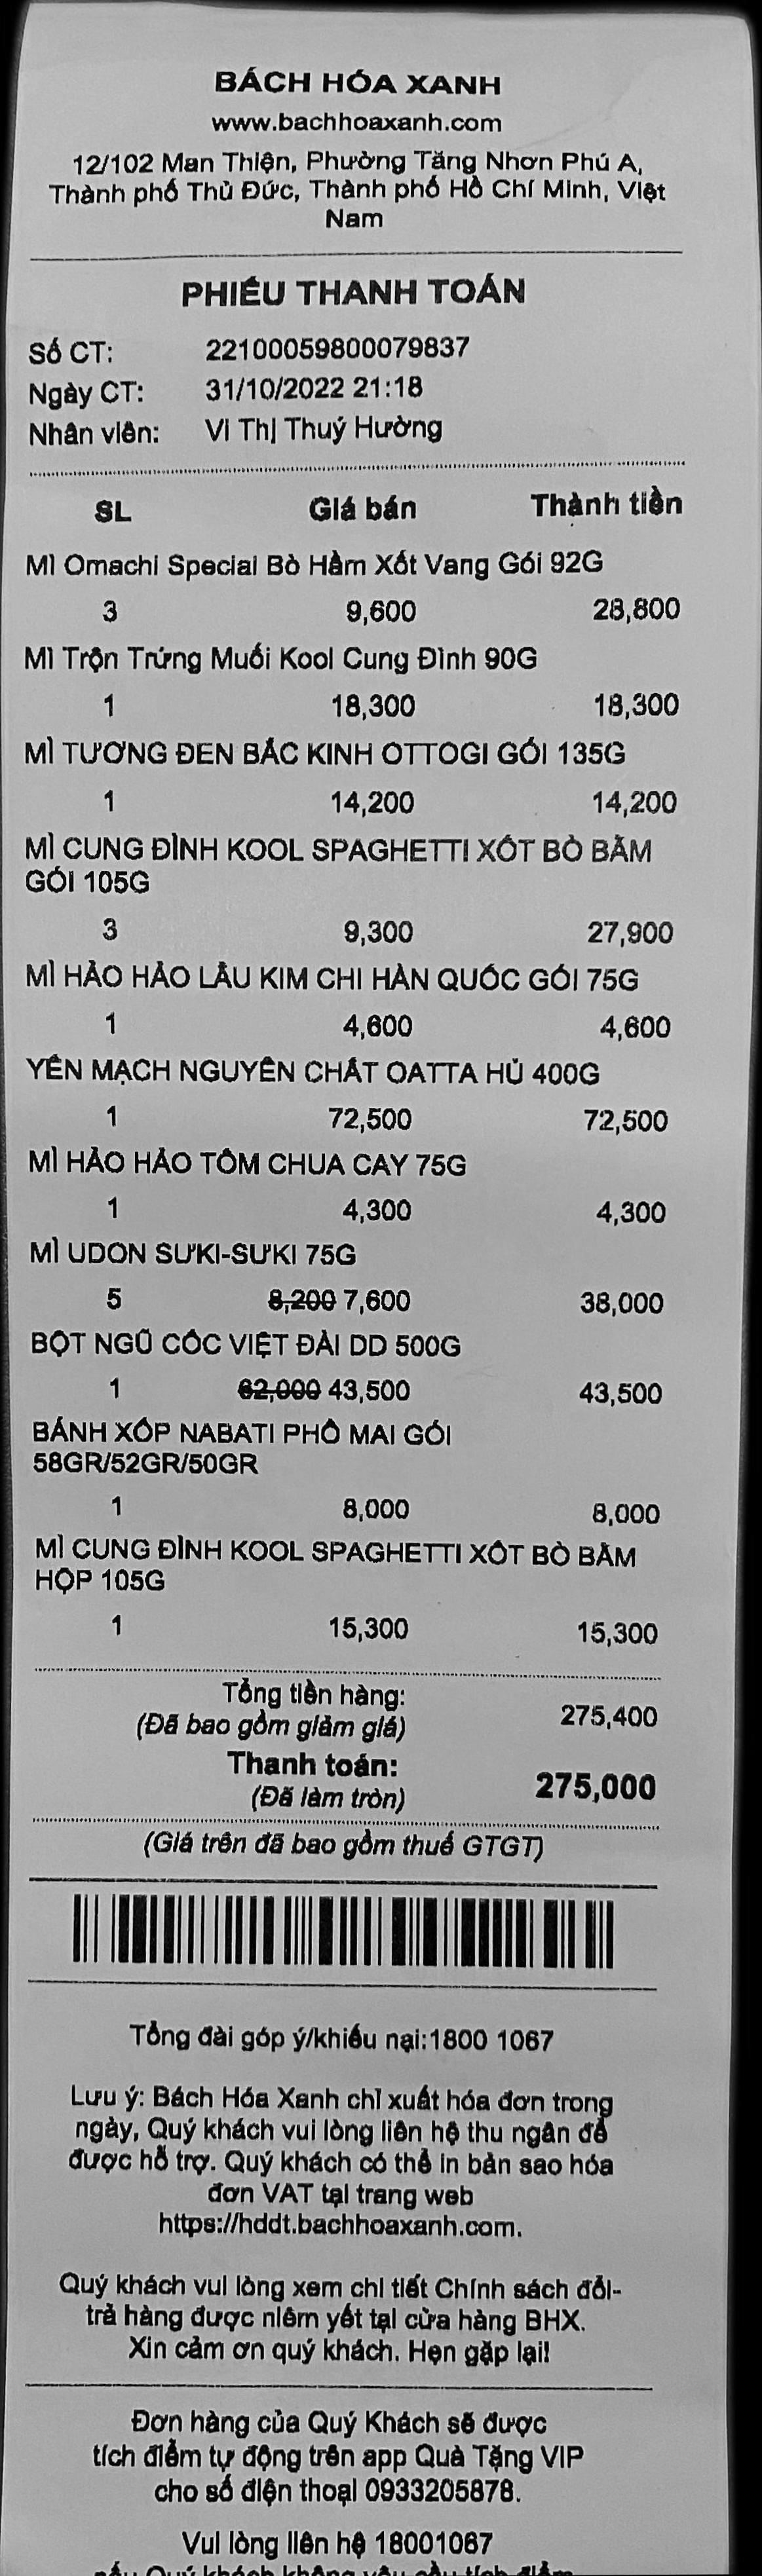 BÁCH HÓA XANH
www.bachhoaxanh.com
12/102 Man Thiện, Phường Tăng Nhơn Phú A,
Thành phố Thủ Đức, Thành phố Hồ Chí Minh, Việt
Nam
PHIẾU THANH TOÁN
Số CT: 22100059800079837
Ngày CT: 31/10/2022 21:18
Nhân viên: Vi Thị Thuý Hường
SL Giá bán Thành tiền
Mì Omachi Special Bò Hầm Xốt Vang Gói 92G
3 9,600 28,800
Mì Trộn Trứng Muối Kool Cung Đình 90G
1 18,300 18,300
MÌ TƯƠNG ĐEN BẮC KINH OTTOGI GÓI 135G
1 14,200 14,200
MÌ CUNG ĐÌNH KOOL SPAGHETTI XỐT BÒ BẰM
GÓI 105G
3 9,300 27,900
MÌ HẢO HẢO LẨU KIM CHI HÀN QUỐC GÓI 75G
1 4,600 4,600
YẾN MẠCH NGUYÊN CHẤT OATTA HỦ 400G
1 72,500 72,500
MÌ HẢO HẢO TÔM CHUA CAY 75G
1 4,300 4,300
MÌ UDON SƯKI-SƯKI 75G
5 8,200 7,600 38,000
BỘT NGŨ CỐC VIỆT ĐÀI DD 500G
1 62,000 43,500 43,500
BÁNH XỐP NABATI PHÔ MAI GÓI
58GR/52GR/50GR
1 8,000 8,000
MÌ CUNG ĐÌNH KOOL SPAGHETTI XỐT BÒ BẰM
HỘP 105G
1 15,300 15,300
Tổng tiền hàng: 275,400
(Đã bao gồm giảm giá)
Thanh toán: 275,000
(Đã làm tròn)
(Giá trên đã bao gồm thuế GTGT)
Tổng đài góp ý/khiếu nại:1800 1067
Lưu ý: Bách Hóa Xanh chỉ xuất hóa đơn trong
ngày, Quý khách vui lòng liên hệ thu ngân để
được hỗ trợ. Quý khách có thể in bản sao hóa
đơn VAT tại trang web
https://hddt.bachhoaxanh.com.
Quý khách vui lòng xem chi tiết Chính sách đổi-
trả hàng được niêm yết tại cửa hàng BHX.
Xin cảm ơn quý khách. Hẹn gặp lại!
Đơn hàng của Quý Khách sẽ được
tích điểm tự động trên app Quà Tặng VIP
cho số điện thoại 0933205878.
Vui lòng liên hệ 18001067
nếu Quý khách không yêu cầu tích điểm